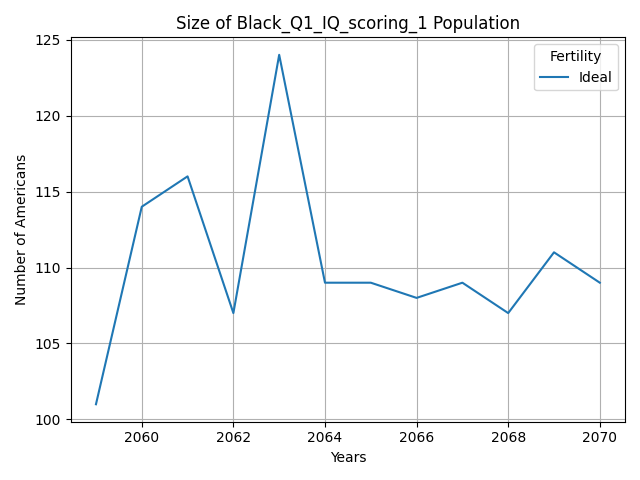 Size of Black_Q1_IQ_scoring_1 Population
Fertility
Ideal
Number of Americans
125
120
115
110
105
100
2060 2062 2064 2066 2068 2070
Years